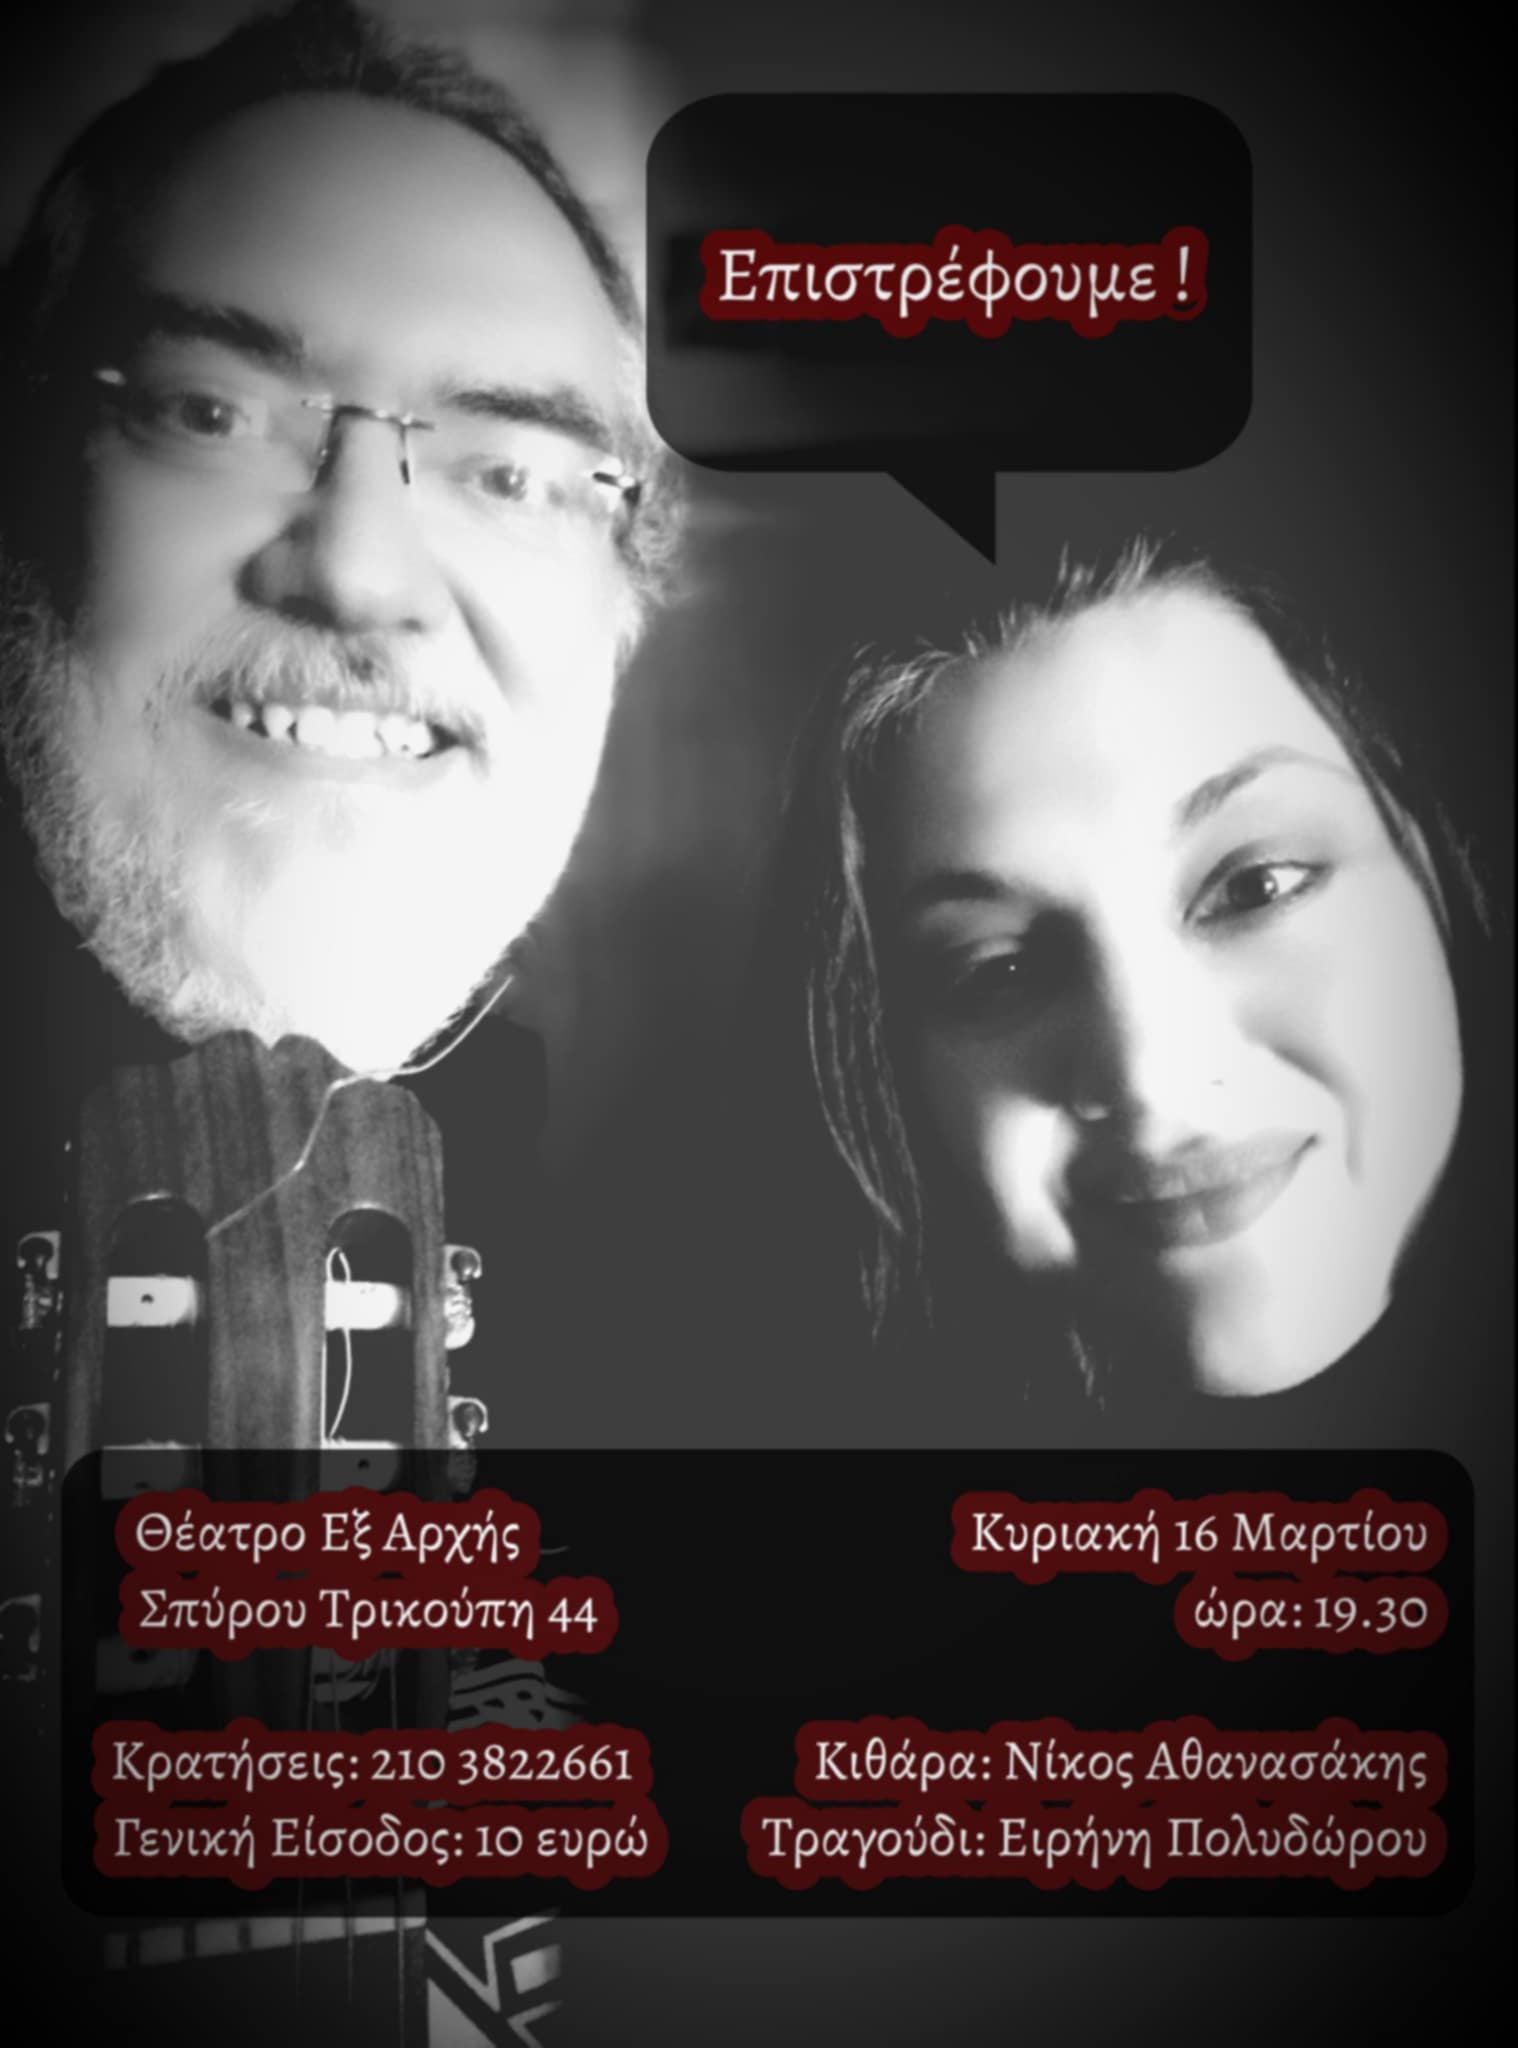 Επιστρέφουμε !
Θέατρο Εξ Αρχής
Σπύρου Τρικούπη 44
Κυριακή 16 Μαρτίου
ώρα: 19.30
Κρατήσεις: 210 3822661
Γενική Είσοδος: 10 ευρώ
Κιθάρα: Νίκος Αθανασάκης
Τραγούδι: Ειρήνη Πολυδώρου